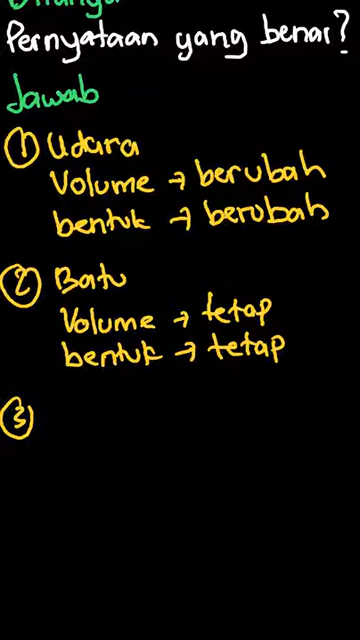 Pernyataan yang benar?
Jawab
① Udara
Volume → berubah
bentuk → berubah
② Batu
Volume → tetap
bentuk → tetap
③